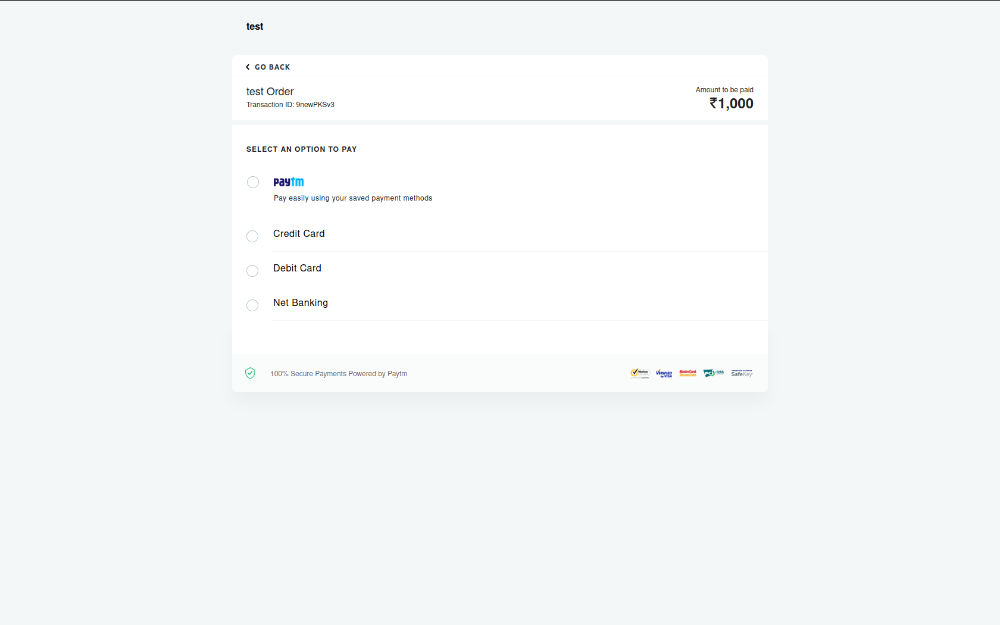 test
GO BACK
test Order
Transaction ID: 9newPKSv3
Amount to be paid
₹1,000
SELECT AN OPTION TO PAY
paytm
Pay easily using your saved payment methods
Credit Card
Debit Card
Net Banking
100% Secure Payments Powered by Paytm
Norton
VERIFIED by VISA
MasterCard SecureCode
PCI DSS
SafeKey